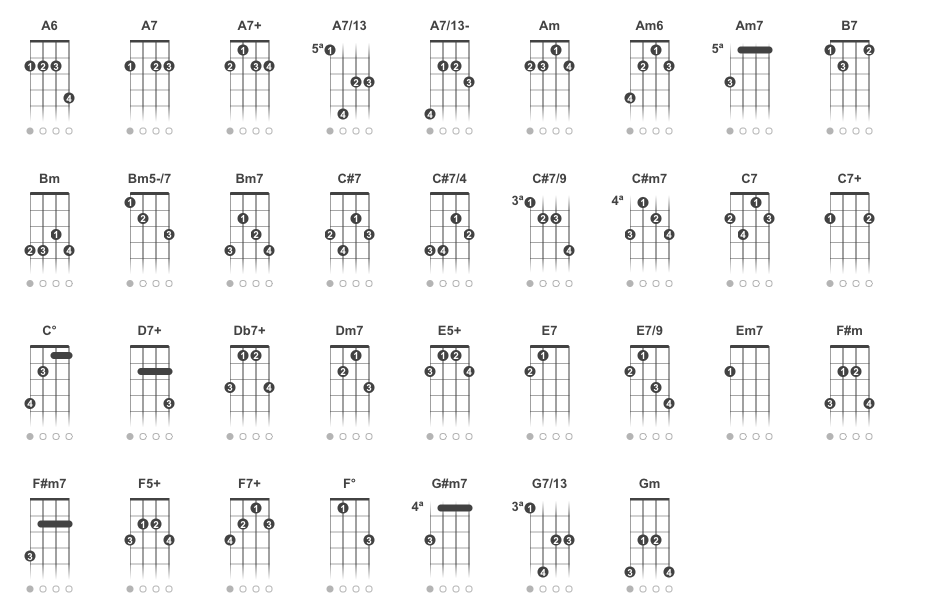 A6 A7 A7+ A7/13 A7/13- Am Am6 Am7 B7
1 2 3 4 1 2 3 1 2 3 4 5ª 1 2 3 4 1 2 3 4 1 2 3 4 1 2 3 4 5ª 3 1 2 3
Bm Bm5-/7 Bm7 C#7 C#7/4 C#7/9 C#m7 C7 C7+
1 2 3 4 1 2 3 1 2 3 4 1 2 3 4 1 2 3 4 3ª 1 2 3 4 4ª 1 2 3 4 1 2 3 4 1 2
C° D7+ Db7+ Dm7 E5+ E7 E7/9 Em7 F#m
3 4 3 1 2 3 4 1 2 3 1 2 3 4 1 2 1 2 3 4 1 1 2 3 4
F#m7 F5+ F7+ F° G#m7 G7/13 Gm
3 1 2 3 4 1 2 3 4 1 3 4ª 3 3ª 1 2 3 4 1 2 3 4